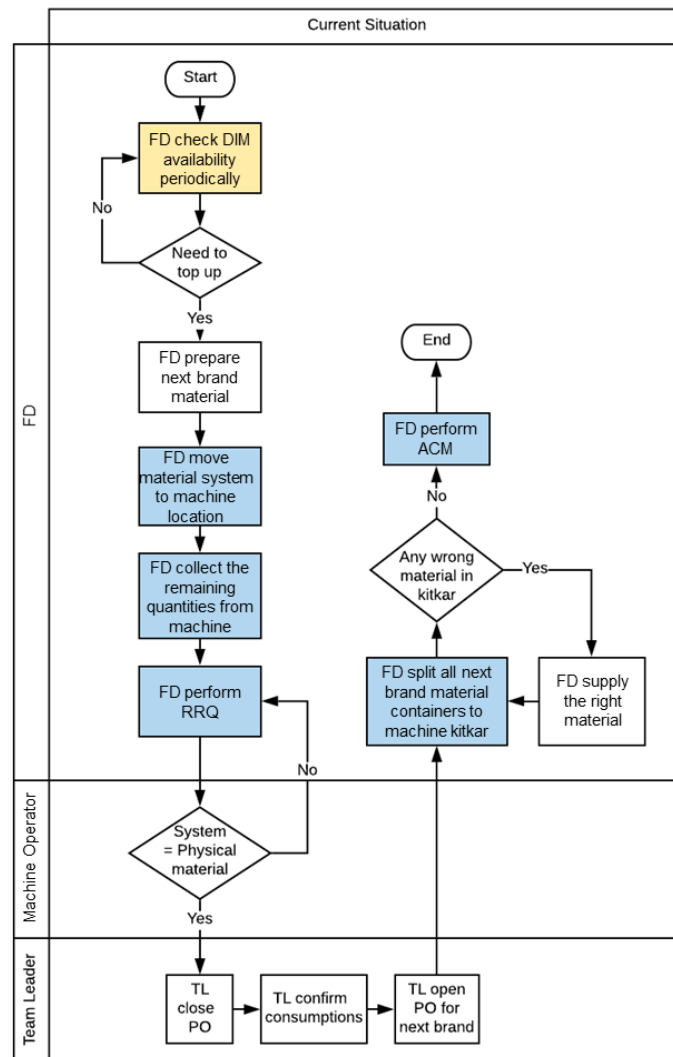 Current Situation
FD
Start
FD check DIM
availability
periodically
No
Need to
top up
Yes
FD prepare
next brand
material
FD move
material system
to machine
location
FD collect the
remaining
quantities from
machine
FD perform
RRQ
No
End
FD perform
ACM
No
Any wrong
material in
kitkar
Yes
FD split all next
brand material
containers to
machine kitkar
FD supply
the right
material
Machine Operator
System
= Physical
material
Yes
Team Leader
TL
close
PO
TL confirm
consumptions
TL open
PO for
next brand